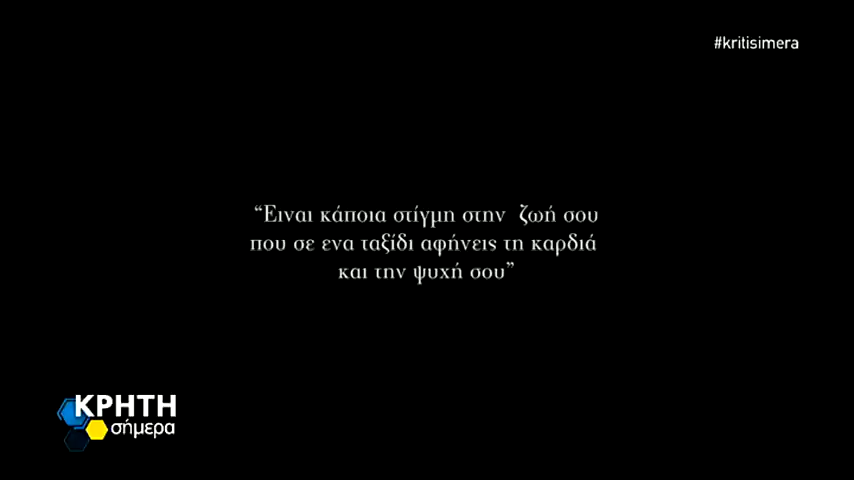 #kritisimera
“Ειναι κάποια στίγμη στην ζωή σου
που σε ενα ταξίδι αφήνεις τη καρδιά
και την ψυχή σου”
ΚΡΗΤΗ
σήμερα